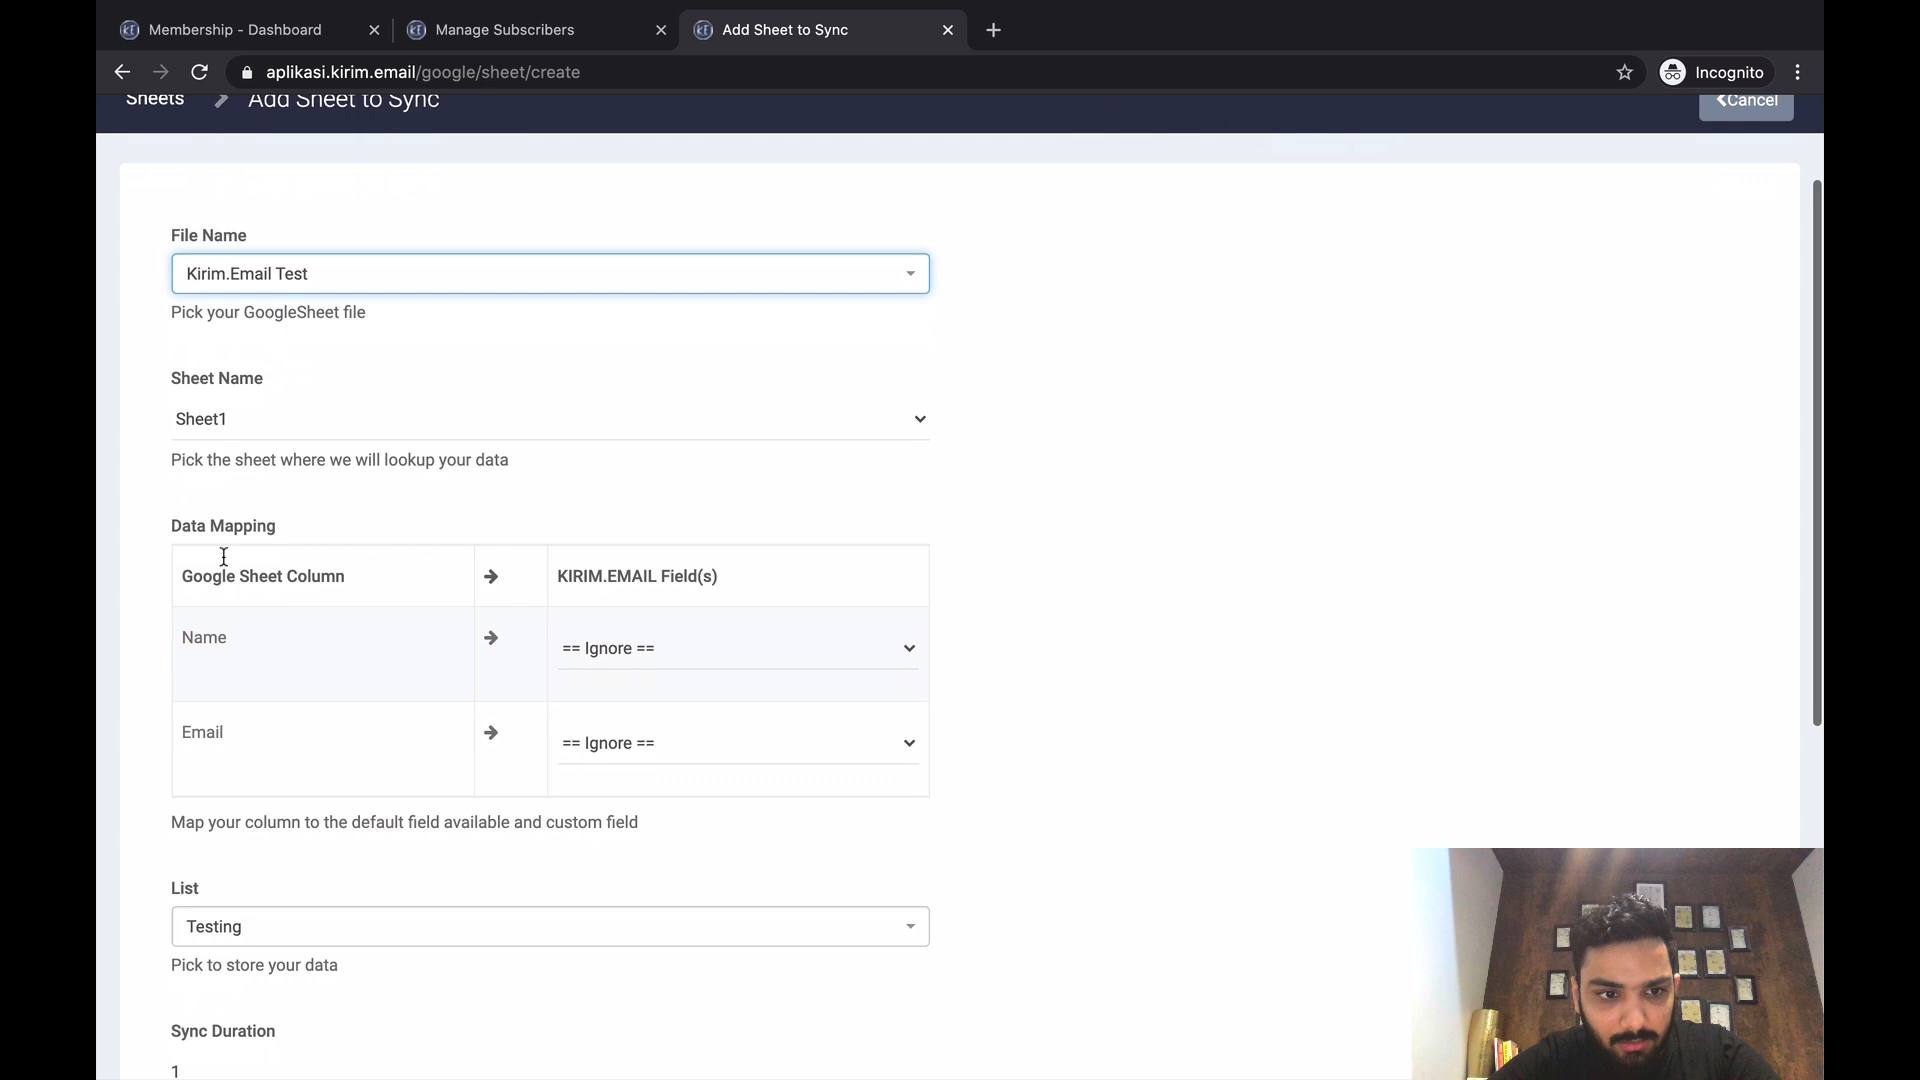 Membership - Dashboard
Manage Subscribers
Add Sheet to Sync
aplikasi.kirim.email/google/sheet/create
Incognito
Sheets
Add Sheet to Sync
Cancel
File Name
Kirim.Email Test
Pick your GoogleSheet file
Sheet Name
Sheet1
Pick the sheet where we will lookup your data
Data Mapping
Google Sheet Column
KIRIM.EMAIL Field(s)
Name
== Ignore ==
Email
== Ignore ==
Map your column to the default field available and custom field
List
Testing
Pick to store your data
Sync Duration
1